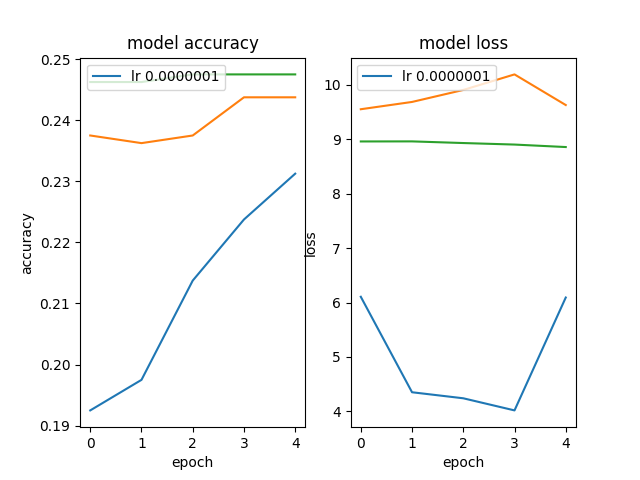 model accuracy
lr 0.0000001
0.25
0.24
0.23
0.22
0.21
0.20
0.19
accuracy
0 1 2 3 4
epoch
model loss
lr 0.0000001
10
9
8
7
6
5
4
loss
0 1 2 3 4
epoch